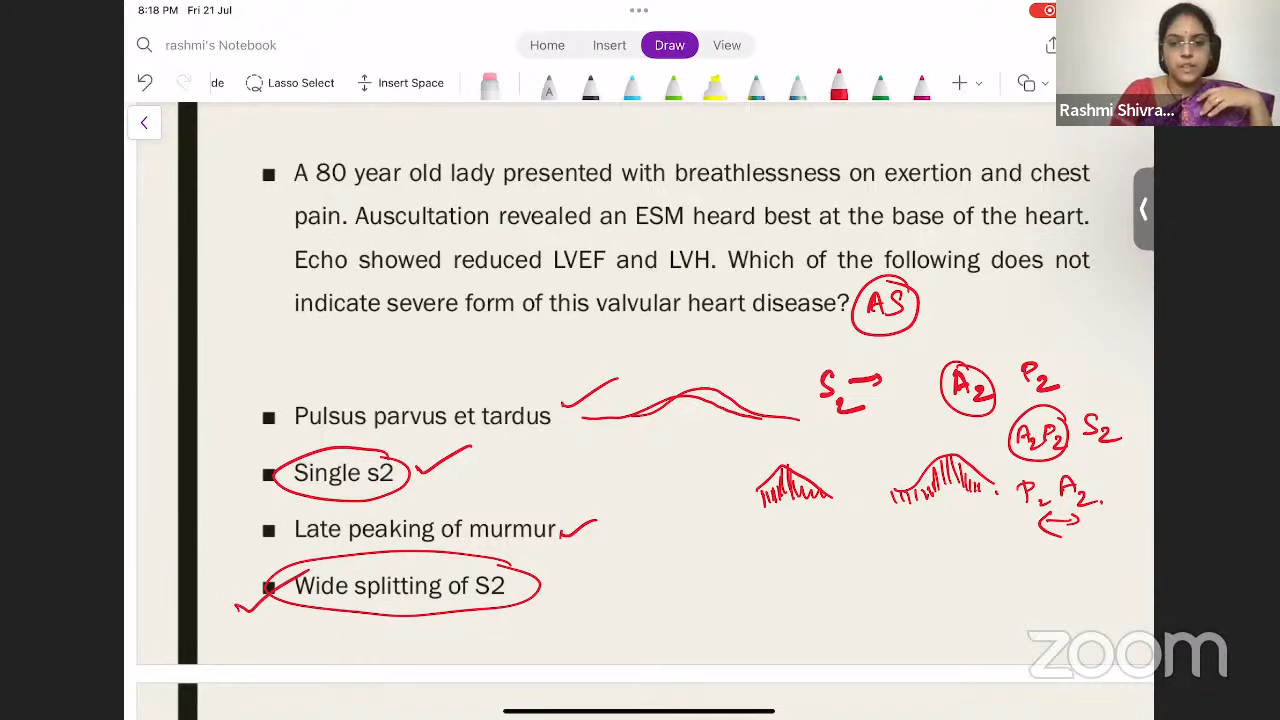 8:18 PM Fri 21 Jul
rashmi's Notebook
Home Insert Draw View
de Lasso Select Insert Space
Rashmi Shivra...
■ A 80 year old lady presented with breathlessness on exertion and chest
pain. Auscultation revealed an ESM heard best at the base of the heart.
Echo showed reduced LVEF and LVH. Which of the following does not
indicate severe form of this valvular heart disease? AS
S2 → A2 P2
■ Pulsus parvus et tardus
A2P2 S2
■ Single s2
P2 A2.
■ Late peaking of murmur
■ Wide splitting of S2
zoom